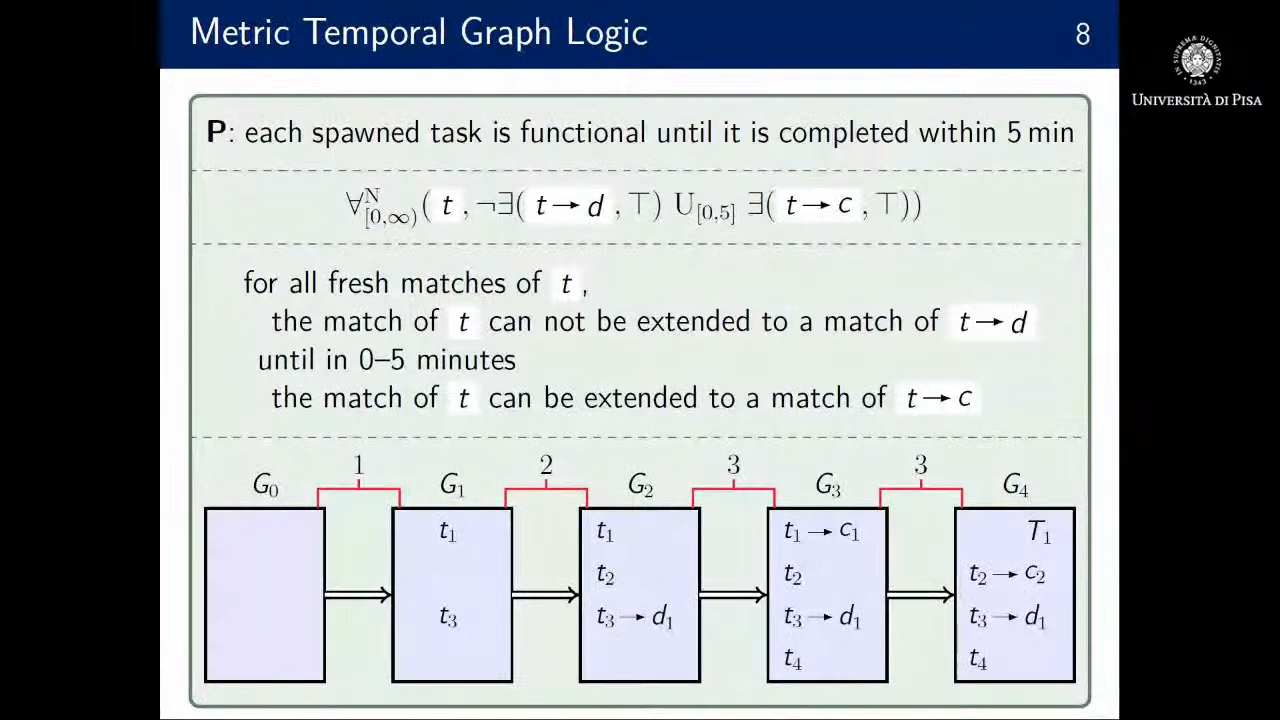 Metric Temporal Graph Logic 8
IN SUPREMÆ DIGNITATIS 1343
UNIVERSITÀ DI PISA
P: each spawned task is functional until it is completed within 5 min
∀ᴺ[0,∞)( t , ¬∃( t → d , ⊤) U[0,5] ∃( t → c , ⊤))
for all fresh matches of t ,
the match of t can not be extended to a match of t → d
until in 0–5 minutes
the match of t can be extended to a match of t → c
1 2 3 3
G₀ G₁ G₂ G₃ G₄
t₁ t₁ t₁ → c₁ T₁
t₂ t₂ t₂ → c₂
t₃ t₃ → d₁ t₃ → d₁ t₃ → d₁
t₄ t₄